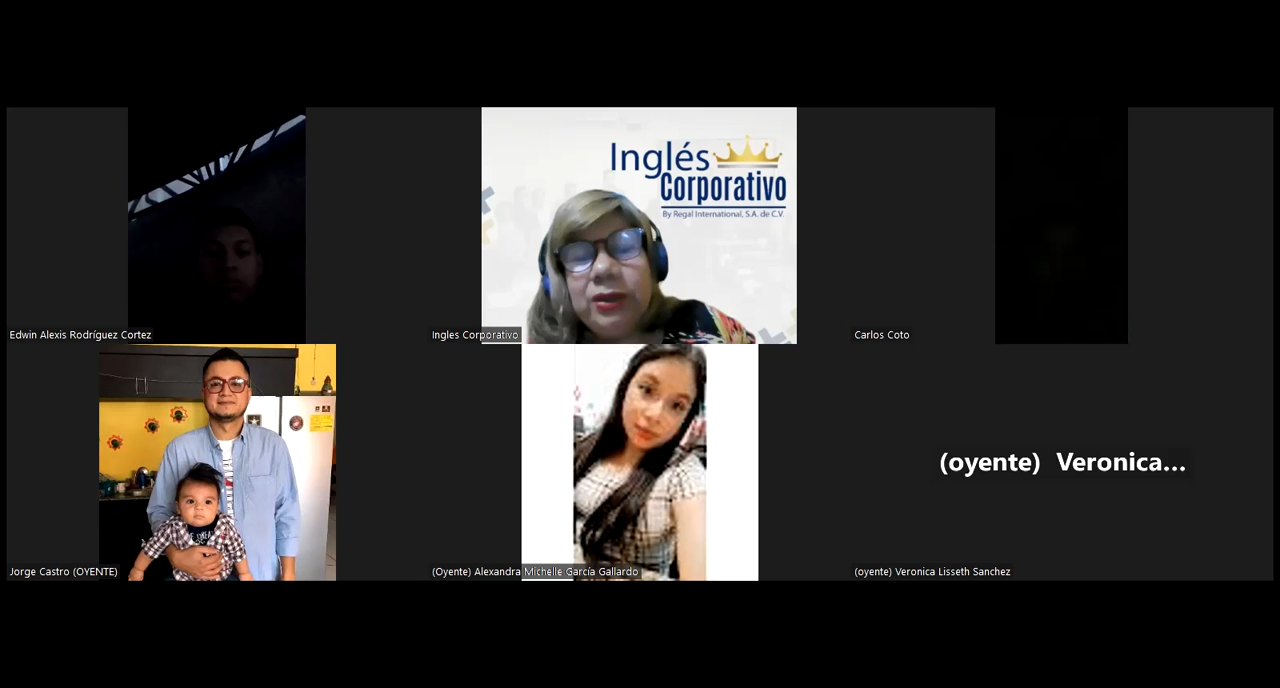 Inglés
Corporativo
By Regal International, S.A. de C.V.
Edwin Alexis Rodríguez Cortez
Ingles Corporativo
Carlos Coto
(oyente) Veronica...
Jorge Castro (OYENTE)
(Oyente) Alexandra Michelle García Gallardo
(oyente) Veronica Lisseth Sanchez